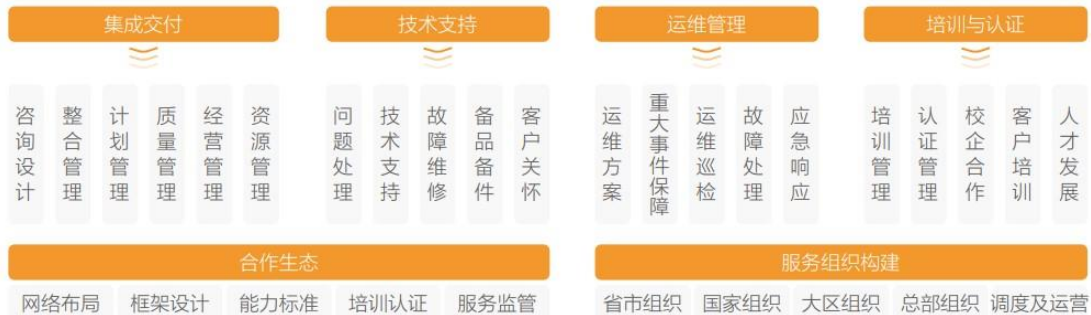 集成交付
技术支持
运维管理
培训与认证
咨询设计
整合管理
计划管理
质量管理
经营管理
资源管理
问题处理
技术支持
故障维修
备品备件
客户关怀
运维方案
重大事件保障
运维巡检
故障处理
应急响应
培训管理
认证管理
校企合作
客户培训
人才发展
合作生态
服务组织构建
网络布局
框架设计
能力标准
培训认证
服务监管
省市组织
国家组织
大区组织
总部组织
调度及运营